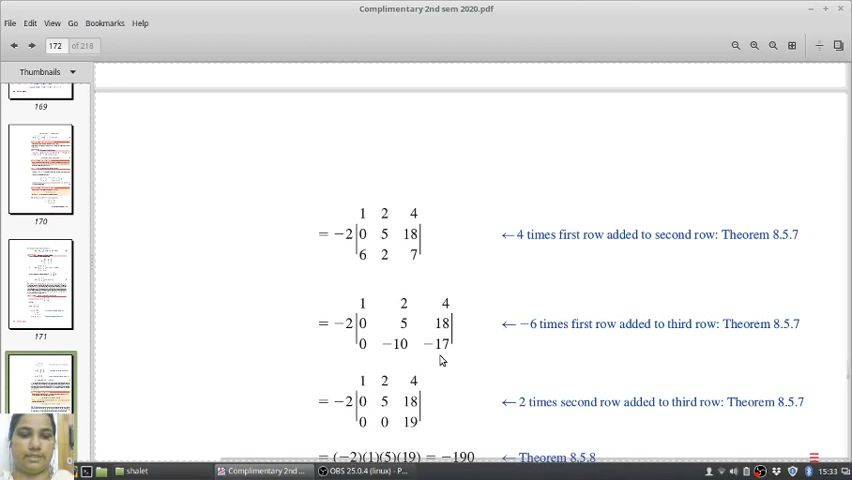 Complimentary 2nd sem 2020.pdf
File Edit View Go Bookmarks Help
172 of 218
Thumbnails
169
170
171
1 2 4
= −2|0 5 18| ← 4 times first row added to second row: Theorem 8.5.7
6 2 7
1 2 4
= −2|0 5 18| ← −6 times first row added to third row: Theorem 8.5.7
0 −10 −17
1 2 4
= −2|0 5 18| ← 2 times second row added to third row: Theorem 8.5.7
0 0 19
= (−2)(1)(5)(19) = −190 ← Theorem 8.5.8
shalet
Complimentary 2nd ...
OBS 25.0.4 (linux) - P...
15:33